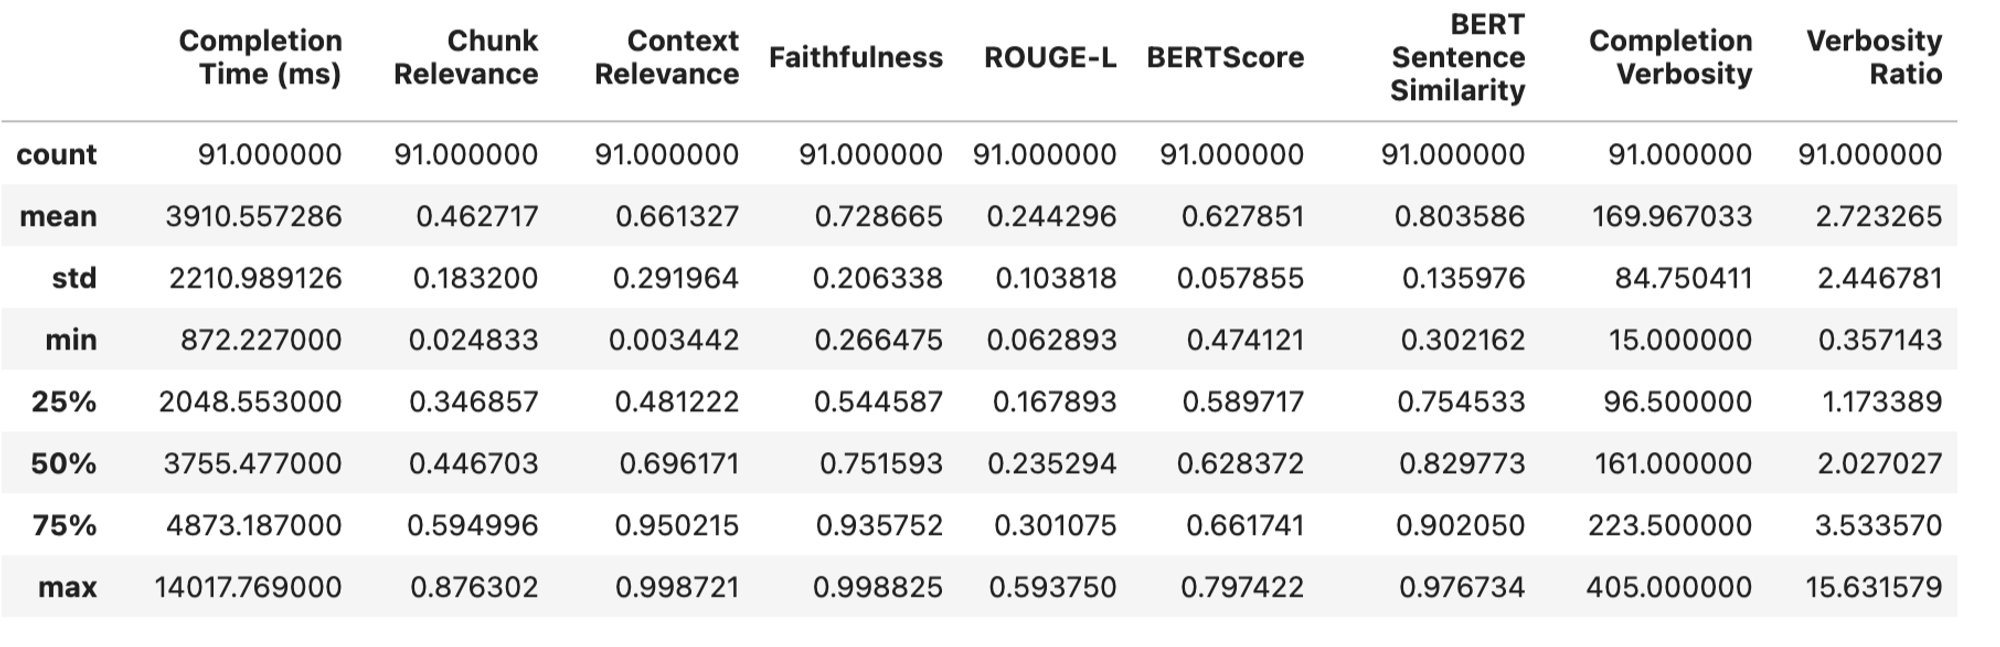 Completion Time (ms) Chunk Relevance Context Relevance Faithfulness ROUGE-L BERTScore BERT Sentence Similarity Completion Verbosity Verbosity Ratio
count 91.000000 91.000000 91.000000 91.000000 91.000000 91.000000 91.000000 91.000000 91.000000
mean 3910.557286 0.462717 0.661327 0.728665 0.244296 0.627851 0.803586 169.967033 2.723265
std 2210.989126 0.183200 0.291964 0.206338 0.103818 0.057855 0.135976 84.750411 2.446781
min 872.227000 0.024833 0.003442 0.266475 0.062893 0.474121 0.302162 15.000000 0.357143
25% 2048.553000 0.346857 0.481222 0.544587 0.167893 0.589717 0.754533 96.500000 1.173389
50% 3755.477000 0.446703 0.696171 0.751593 0.235294 0.628372 0.829773 161.000000 2.027027
75% 4873.187000 0.594996 0.950215 0.935752 0.301075 0.661741 0.902050 223.500000 3.533570
max 14017.769000 0.876302 0.998721 0.998825 0.593750 0.797422 0.976734 405.000000 15.631579